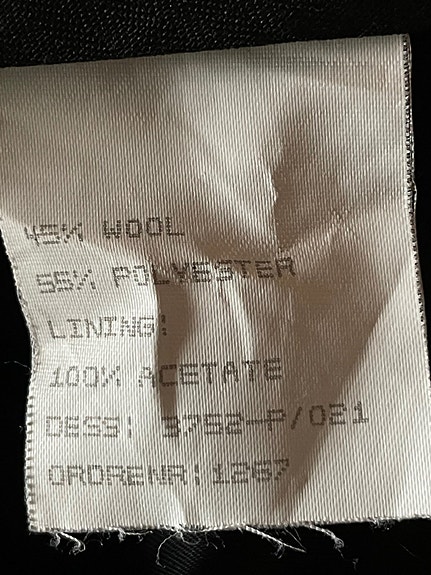 45% WOOL
55% POLYESTER
LINING:
100% ACETATE
DESS: 3752-P/021
ORDRENR:1267